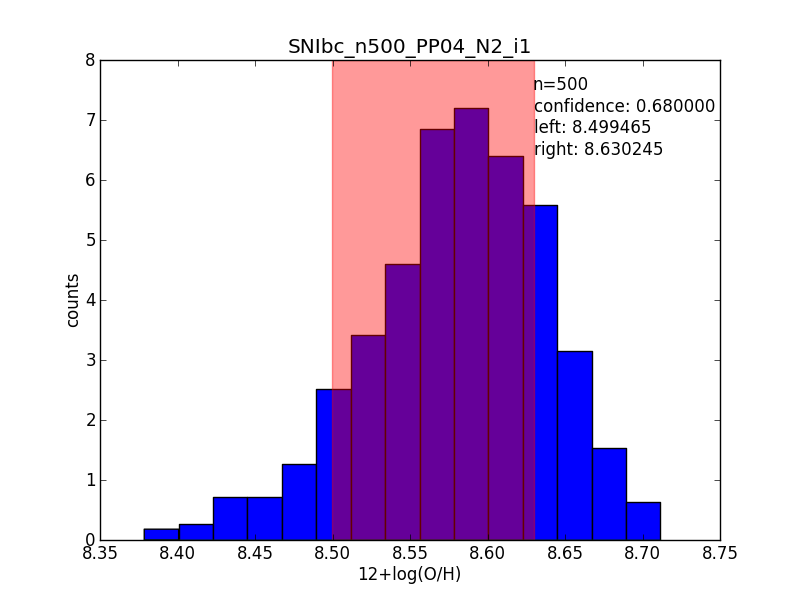 SNIbc_n500_PP04_N2_i1
n=500
confidence: 0.680000
left: 8.499465
right: 8.630245
8
7
6
5
4
3
2
1
0
counts
8.35 8.40 8.45 8.50 8.55 8.60 8.65 8.70 8.75
12+log(O/H)